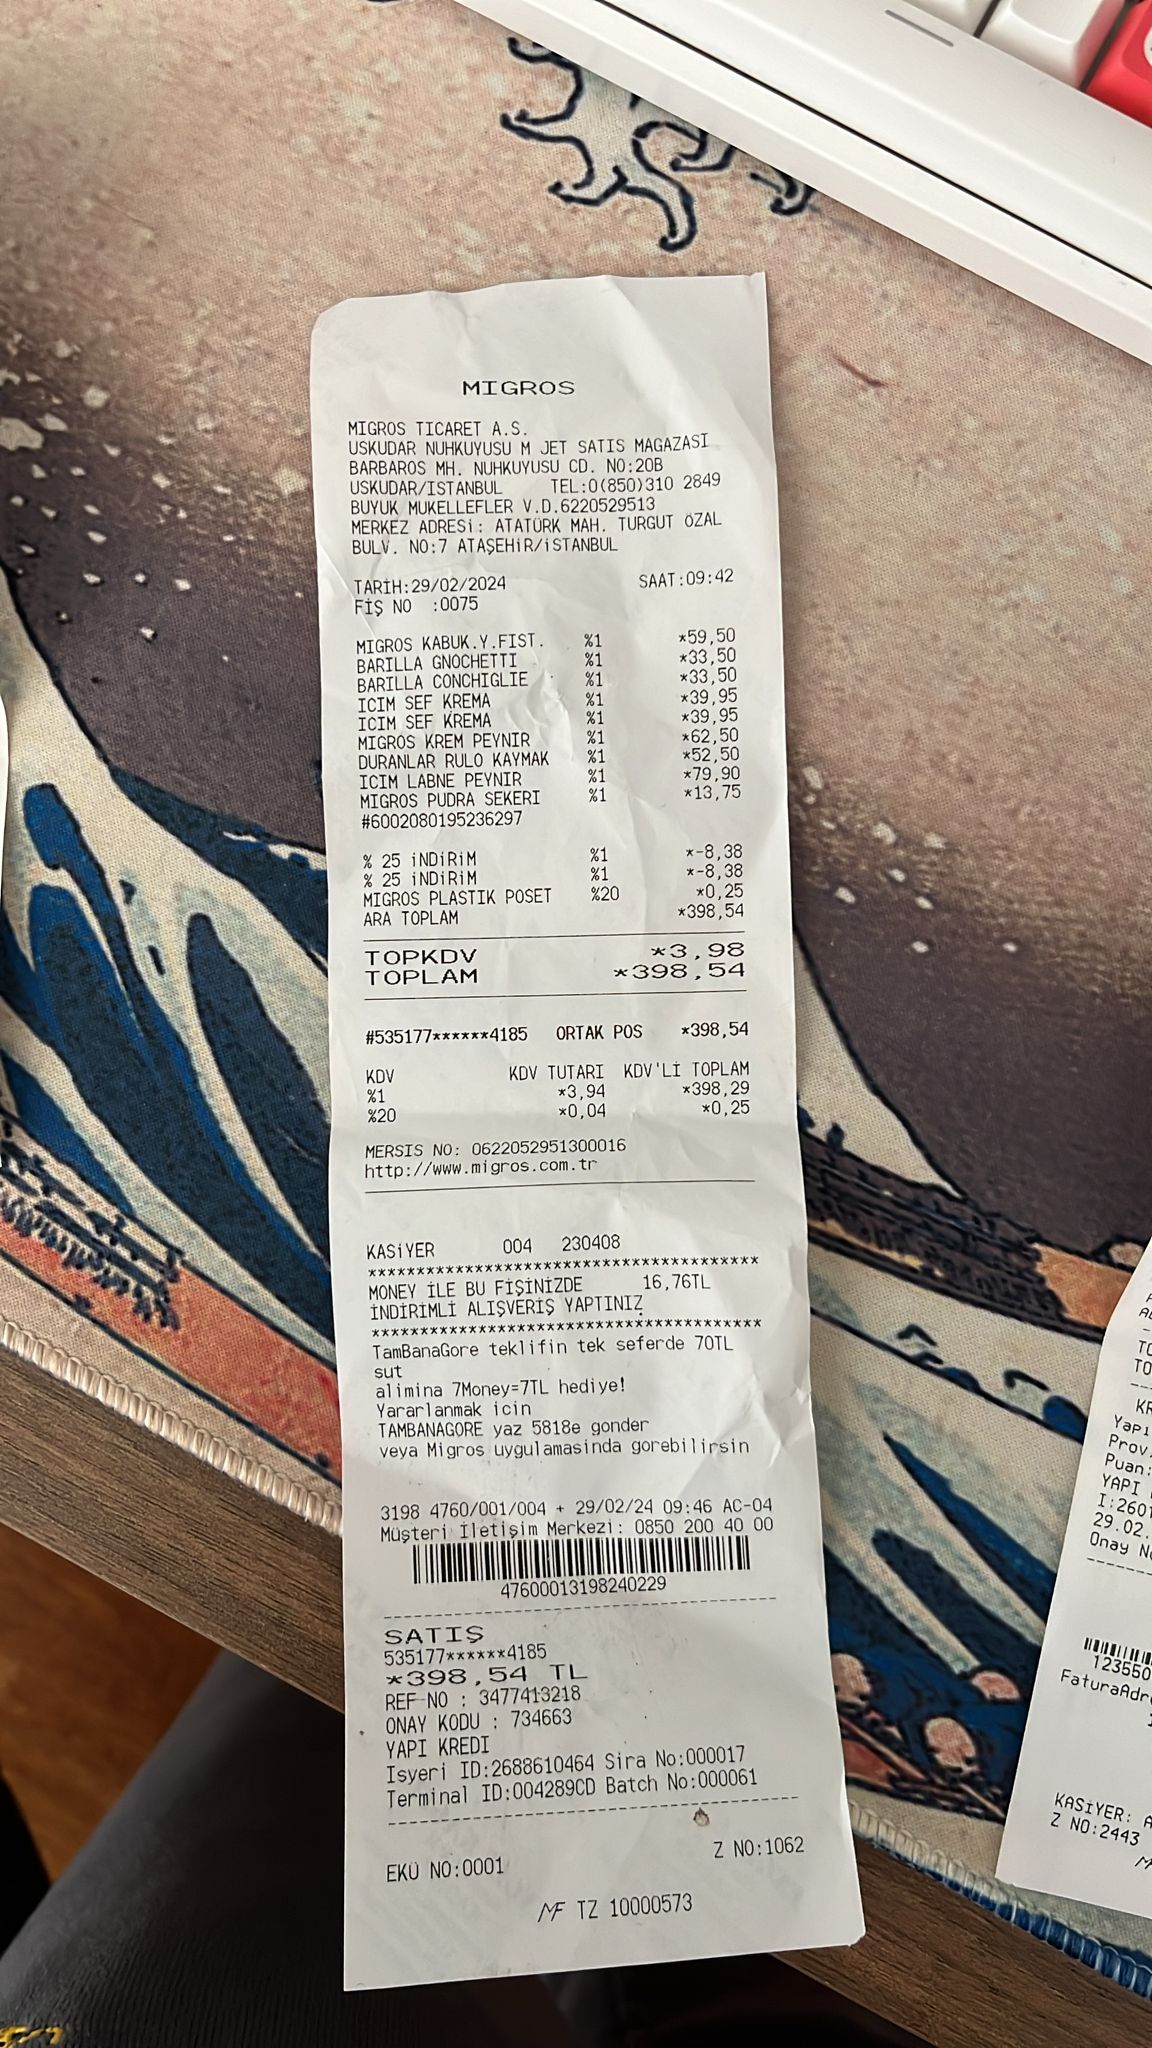 MIGROS
MIGROS TICARET A.S.
USKUDAR NUHKUYUSU M JET SATIS MAGAZASI
BARBAROS MH. NUHKUYUSU CD. NO:20B
USKUDAR/ISTANBUL TEL:0(850)310 2849
BUYUK MUKELLEFLER V.D.6220529513
MERKEZ ADRESİ: ATATÜRK MAH. TURGUT ÖZAL
BULV. NO:7 ATAŞEHİR/İSTANBUL
TARİH:29/02/2024 SAAT:09:42
FİŞ NO :0075
MIGROS KABUK.Y.FIST. %1 *59,50
BARILLA GNOCHETTI %1 *33,50
BARILLA CONCHIGLIE %1 *33,50
ICIM SEF KREMA %1 *39,95
ICIM SEF KREMA %1 *39,95
MIGROS KREM PEYNIR %1 *62,50
DURANLAR RULO KAYMAK %1 *52,50
ICIM LABNE PEYNIR %1 *79,90
MIGROS PUDRA SEKERI %1 *13,75
#6002080195236297
% 25 İNDİRİM %1 *-8,38
% 25 İNDİRİM %1 *-8,38
MIGROS PLASTIK POSET %20 *0,25
ARA TOPLAM *398,54
TOPKDV *3,98
TOPLAM *398,54
#535177******4185 ORTAK POS *398,54
KDV KDV TUTARI KDV'Lİ TOPLAM
%1 *3,94 *398,29
%20 *0,04 *0,25
MERSIS NO: 0622052951300016
http://www.migros.com.tr
KASİYER 004 230408
****************************************
MONEY İLE BU FİŞİNİZDE 16,76TL
İNDİRİMLİ ALIŞVERİŞ YAPTINIZ
****************************************
TamBanaGore teklifin tek seferde 70TL
sut
alimina 7Money=7TL hediye!
Yararlanmak icin
TAMBANAGORE yaz 5818e gonder
veya Migros uygulamasinda gorebilirsin
3198 4760/001/004 + 29/02/24 09:46 AC-04
Müşteri İletişim Merkezi: 0850 200 40 00
47600013198240229
SATIŞ
535177******4185
*398,54 TL
REF NO : 3477413218
ONAY KODU : 734663
YAPI KREDI
Isyeri ID:2688610464 Sira No:000017
Terminal ID:004289CD Batch No:000061
Z NO:1062
EKÜ NO:0001
MF TZ 10000573
TO
TO
KR
Yapı
Prov.
Puan:
YAPI
I:2601
29.02.
Onay No
123550
FaturaAdr
KASİYER: A
Z NO:2443